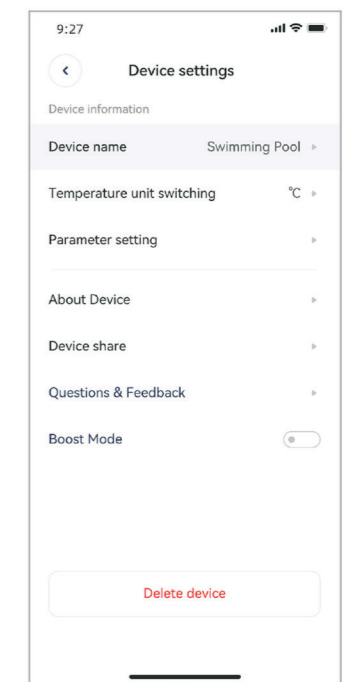 9:27
Device settings
Device information
Device name Swimming Pool
Temperature unit switching °C
Parameter setting
About Device
Device share
Questions & Feedback
Boost Mode
Delete device